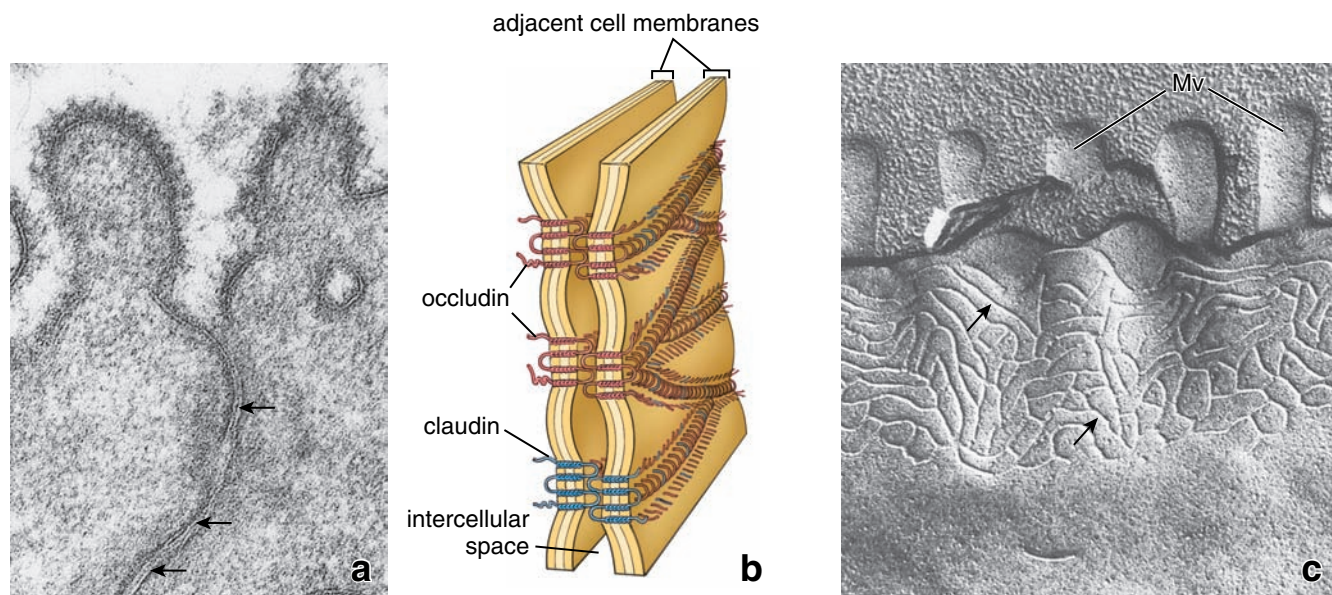 adjacent cell membranes
occludin
claudin
intercellular
space
a
b
Mv
c